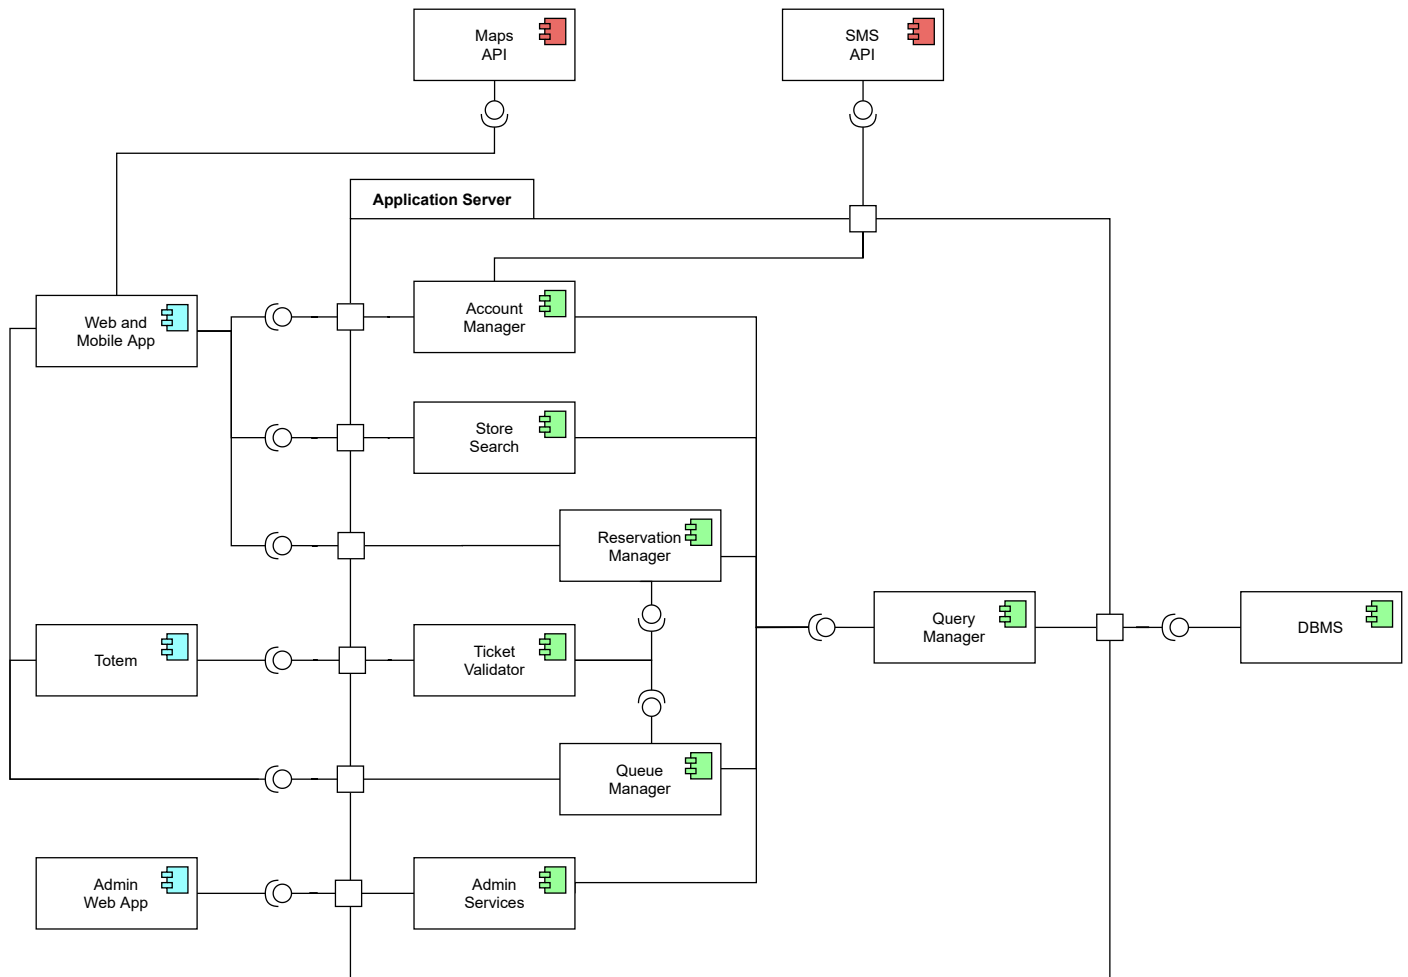 Maps
API
SMS
API
Application Server
Web and
Mobile App
Account
Manager
Store
Search
Reservation
Manager
Query
Manager
DBMS
Totem
Ticket
Validator
Queue
Manager
Admin
Web App
Admin
Services